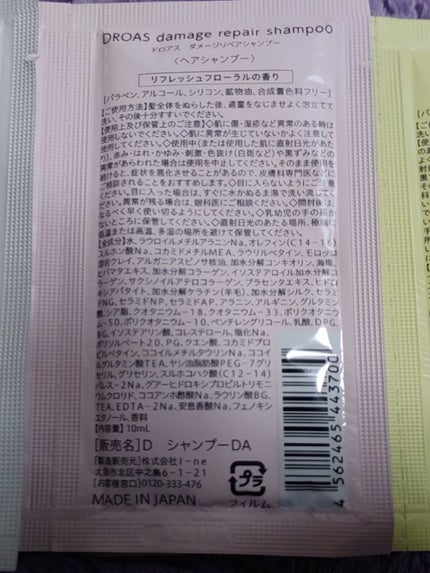 DROAS damage repair shampoo
ドロアス ダメージリペアシャンプー
〈ヘアシャンプー〉
リフレッシュフローラルの香り
[パラベン、アルコール、シリコン、鉱物油、合成着色料フリー]
【ご使用方法】髪全体をぬらした後、適量をなじませよく泡立てて
洗い、その後十分すすいでください。
【使用上及び保管上のご注意】◇肌に傷・湿疹など異常のある時は
使用しないでください。◇肌に異常が生じていないかよく注意して
使用してください。◇使用中(または使用した肌に直射日光があた
り)、赤み・はれ・かゆみ・刺激・色抜け(白斑など)や黒ずみなどの
異常があらわれた場合は使用を中止してください。そのまま使用を
続けると、症状を悪化させることがあるので、皮膚科専門医などに
ご相談されることをおすすめします。◇目に入らないようにご注意
ください。目に入った場合は、すぐに水かぬるま湯で洗い流してく
ださい。異常が残る場合は、眼科医にご相談ください。◇開封後は、
なるべく早く使い切るようにしてください。◇乳幼児の手の届か
ないところに保管してください。◇直射日光のあたる場所、極端に
低温または高温、多湿の場所を避けて保管してください。
【全成分】水、ラウロイルメチルアラニンNa、オレフィン(C14-16)
スルホン酸Na、コカミドメチルMEA、ラウリルベタイン、モロッコ
溶岩クレイ、アルガニアスピノサ核油、加水分解コンキオリン、海塩、
ヒバマタエキス、加水分解コラーゲン、イソステアロイル加水分解コ
ラーゲン、サクシノイルアテロコラーゲン、プラセンタエキス、ヒドロ
キシアパタイト、加水分解ケラチン(羊毛)、加水分解シルク、セラミ
ドNG、セラミドNP、セラミドAP、アラニン、アルギニン、グルタミン
酸、シア脂、クオタニウム-18、クオタニウム-33、ポリクオタニウ
ム-50、ポリクオタニウム-10、ペンチレングリコール、乳酸、DPG、
BG、イソステアリン酸、コレステロール、塩化Na、
ポリソルベート20、PG、クエン酸、コカミドプロ
ピルベタイン、ココイルメチルタウリンNa、ココイ
ルグルタミン酸TEA、ヤシ油脂肪酸PEG-7グリ
セリル、グリセリン、スルホコハク酸(C12-14)
パレス-2Na、グアーヒドロキシプロピルトリモニ
ウムクロリド、ココアンホ酢酸Na、ラウリン酸BG、
TEA、EDTA-2Na、安息香酸Na、フェノキシ
エタノール、香料
【内容量】10mL
【販売名】D シャンプーDA
【製造販売元】株式会社I-ne
大阪市北区中之島6-1-21
【お客様窓口】0120-333-476
MADE IN JAPAN
プラ
フィルム
4 562465 443700